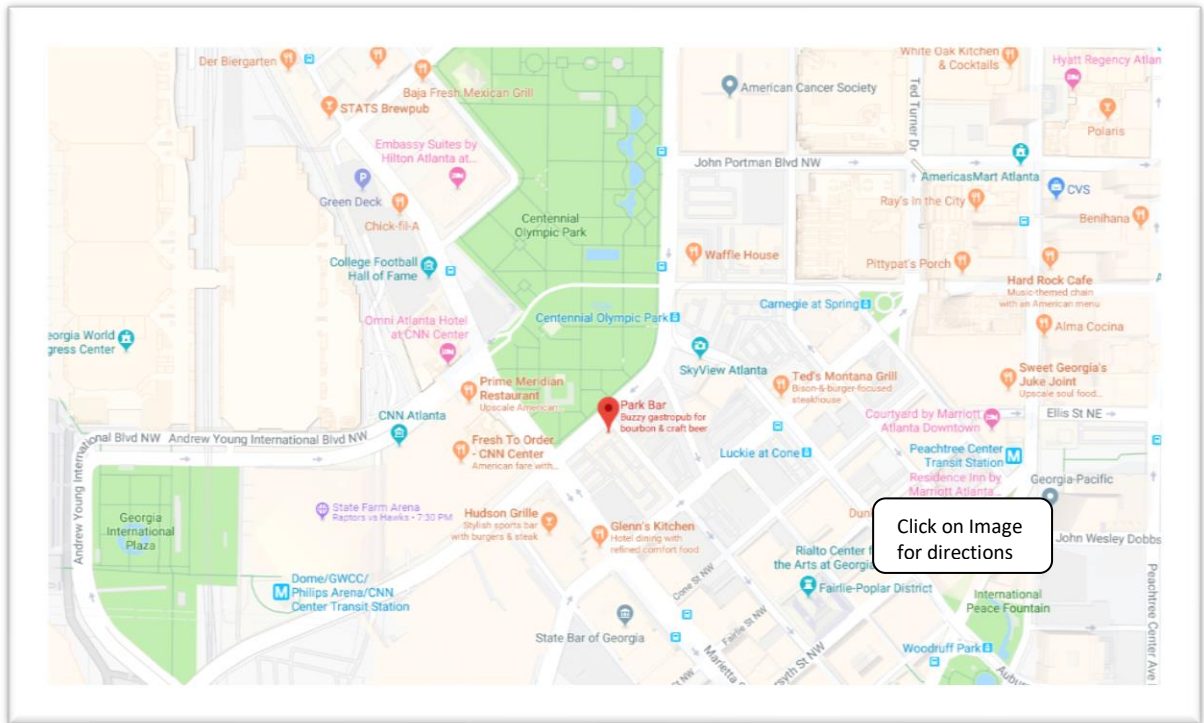 Der Biergarten
Baja Fresh Mexican Grill
STATS Brewpub
Embassy Suites by
Hilton Atlanta at...
P
Green Deck
Chick-fil-A
College Football
Hall of Fame
Omni Atlanta Hotel
at CNN Center
eorgia World
gress Center
Centennial
Olympic Park
American Cancer Society
White Oak Kitchen
& Cocktails
Hyatt Regency Atlan
Polaris
Ted Turner Dr
John Portman Blvd NW
AmericasMart Atlanta
CVS
Ray's In the City
Benihana
Waffle House
Pittypat's Porch
Hard Rock Cafe
Music-themed chain
with an American menu
Carnegie at Spring
Centennial Olympic Park
Alma Cocina
SkyView Atlanta
Ted's Montana Grill
Bison-&-burger-focused
steakhouse
Sweet Georgia's
Juke Joint
Upscale soul food...
Prime Meridian
Restaurant
Upscale American...
Park Bar
Buzzy gastropub for
bourbon & craft beer
CNN Atlanta
Courtyard by Marriott
Atlanta Downtown
Ellis St NE
onal Blvd NW
Andrew Young International Blvd NW
Andrew Young International
Fresh To Order
- CNN Center
American fare with...
Luckie at Cone
Peachtree Center
Transit Station
M
Residence Inn by
Marriott Atlanta...
Georgia-Pacific
State Farm Arena
Raptors vs Hawks • 7:30 PM
Georgia
International
Plaza
Hudson Grille
Stylish sports bar
with burgers & steak
Glenn's Kitchen
Hotel dining with
refined comfort food
Dun
Click on Image
for directions
John Wesley Dobbs
Rialto Center f
the Arts at Georgi
Fairlie-Poplar District
M
Dome/GWCC/
Philips Arena/CNN
Center Transit Station
Cone St NW
Fairlie St NW
International
Peace Fountain
State Bar of Georgia
Marietta
rsyth St NW
Woodruff Park
Aubur
Peachtree Center Ave